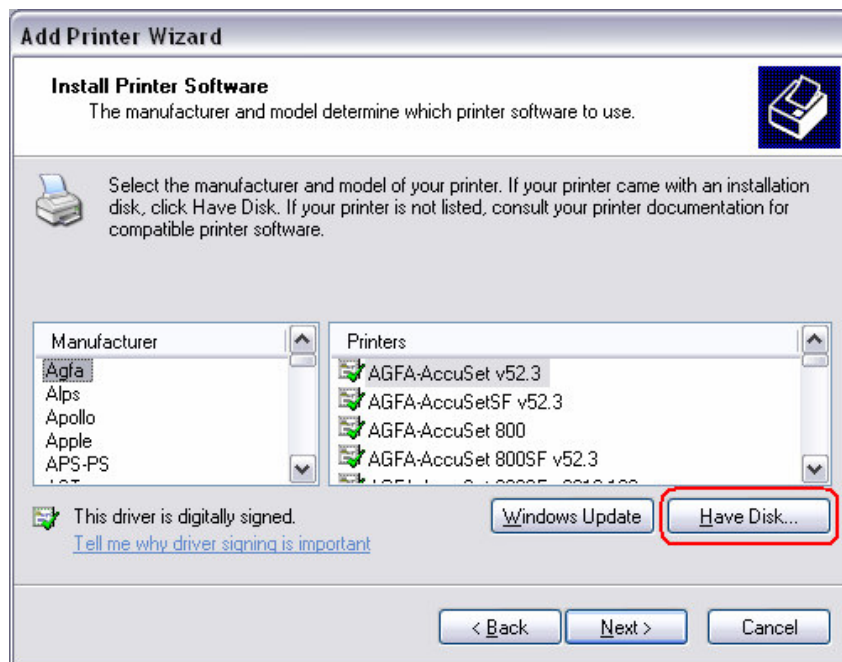 Add Printer Wizard
Install Printer Software
The manufacturer and model determine which printer software to use.
Select the manufacturer and model of your printer. If your printer came with an installation
disk, click Have Disk. If your printer is not listed, consult your printer documentation for
compatible printer software.
Manufacturer
Agfa
Alps
Apollo
Apple
APS-PS
Printers
AGFA-AccuSet v52.3
AGFA-AccuSetSF v52.3
AGFA-AccuSet 800
AGFA-AccuSet 800SF v52.3
This driver is digitally signed.
Tell me why driver signing is important
Windows Update
Have Disk...
< Back
Next >
Cancel